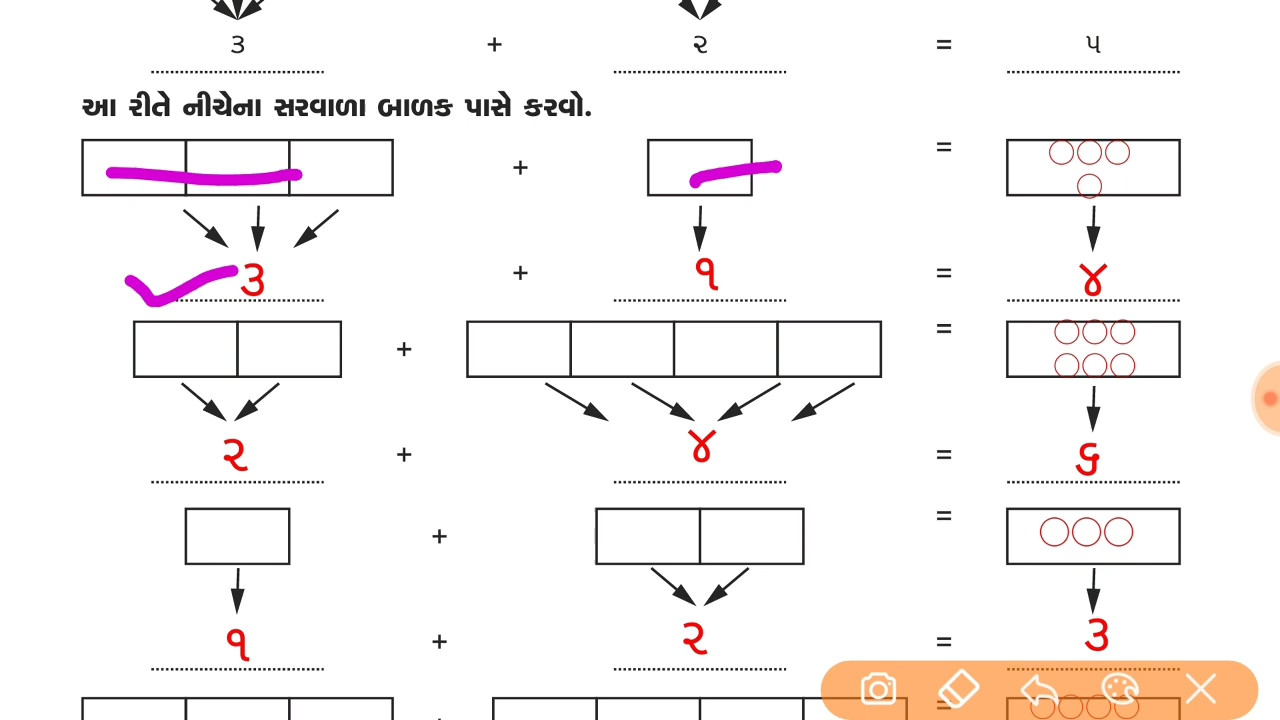 ૩ + ૨ = ૫
આ રીતે નીચેના સરવાળા બાળક પાસે કરવો.
+ =
૩ + ૧ = ૪
+ =
૨ + ૪ = ૬
+ =
૧ + ૨ = ૩
+ =